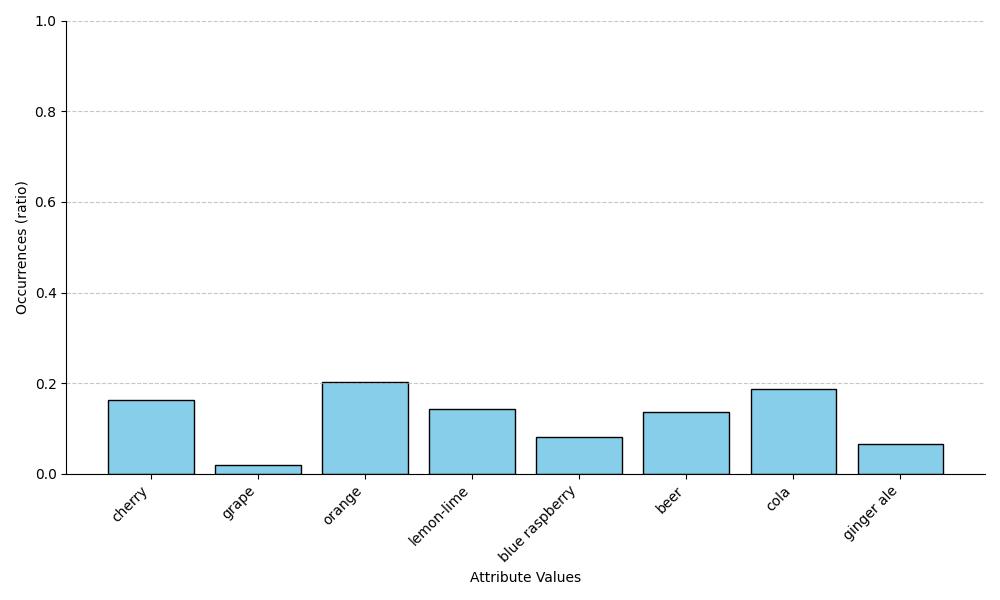 1.0
0.8
0.6
0.4
0.2
0.0
Occurrences (ratio)
cherry
grape
orange
lemon-lime
blue raspberry
beer
cola
ginger ale
Attribute Values